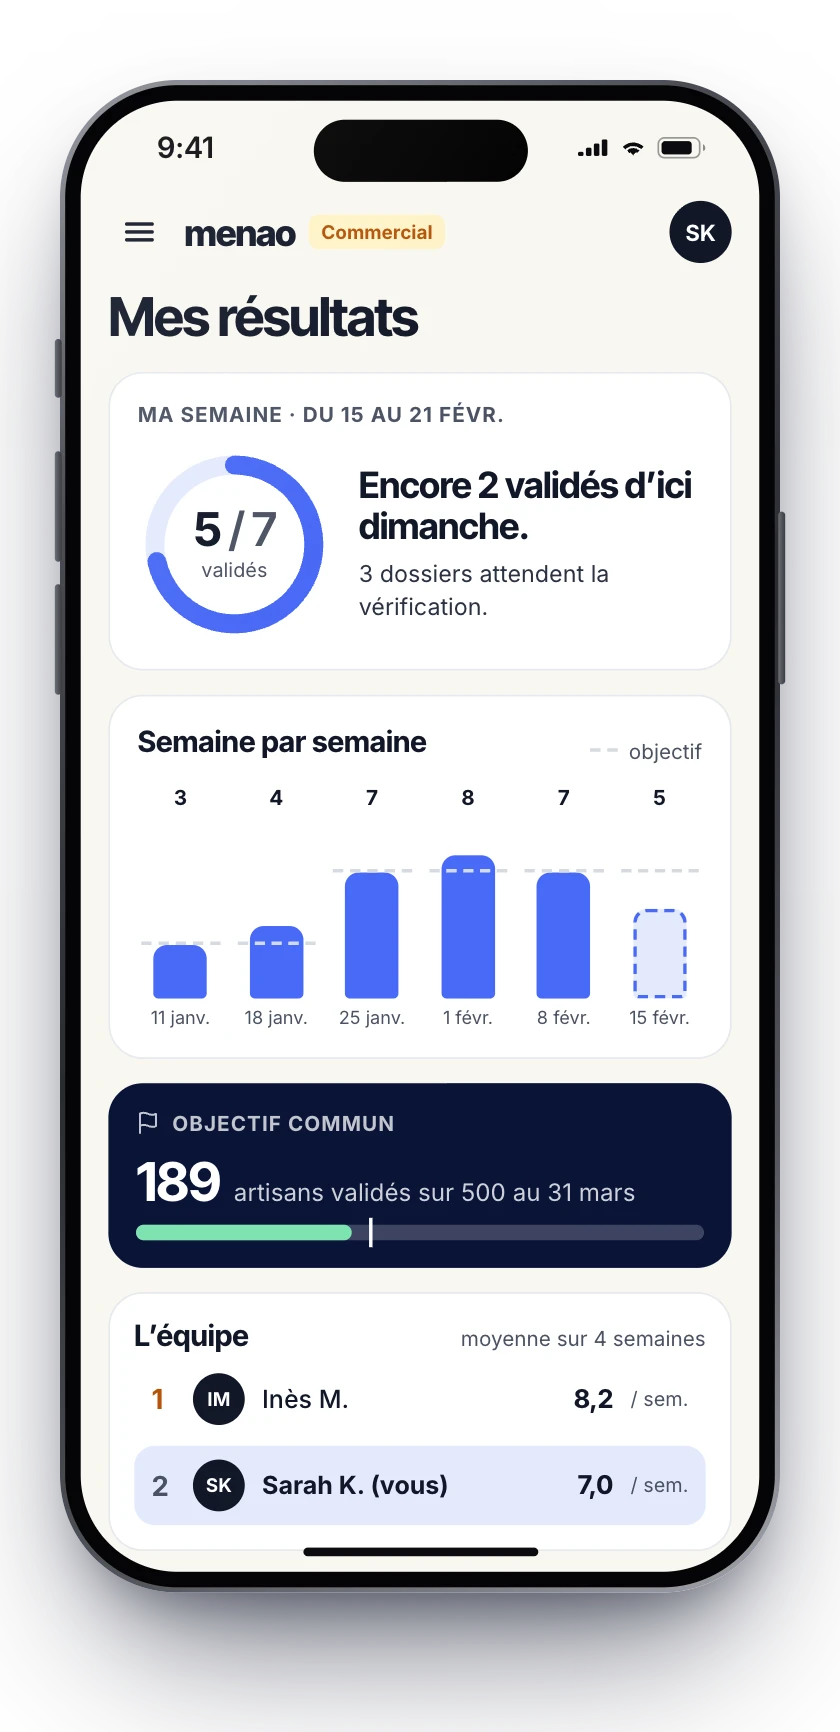 9:41
menao Commercial SK
Mes résultats
MA SEMAINE · DU 15 AU 21 FÉVR.
5 / 7
validés
Encore 2 validés d’ici
dimanche.
3 dossiers attendent la
vérification.
Semaine par semaine
objectif
3 4 7 8 7 5
11 janv. 18 janv. 25 janv. 1 févr. 8 févr. 15 févr.
OBJECTIF COMMUN
189 artisans validés sur 500 au 31 mars
L’équipe moyenne sur 4 semaines
1 IM Inès M. 8,2 / sem.
2 SK Sarah K. (vous) 7,0 / sem.